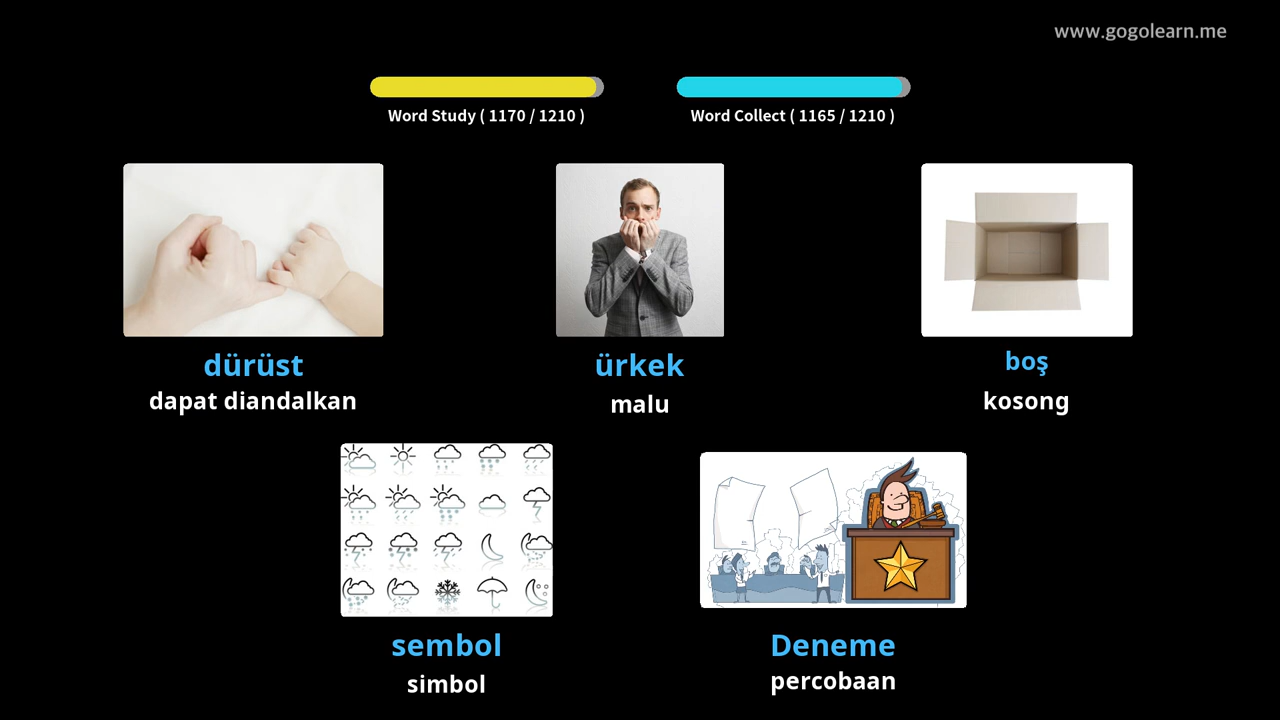 www.gogolearn.me
Word Study ( 1170 / 1210 )
Word Collect ( 1165 / 1210 )
dürüst
dapat diandalkan
ürkek
malu
boş
kosong
sembol
simbol
Deneme
percobaan